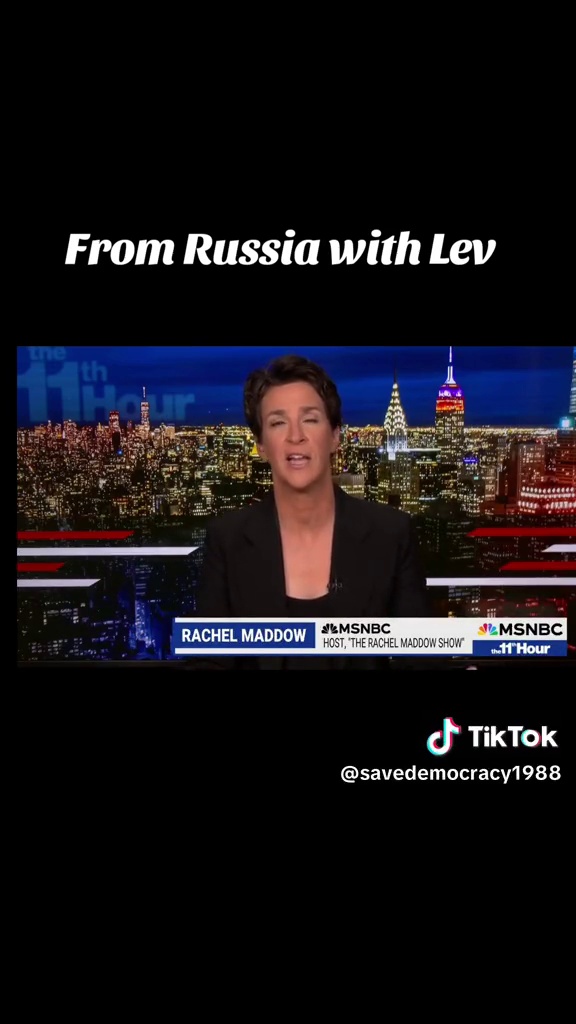 From Russia with Lev
the
11th
Hour
RACHEL MADDOW
MSNBC
HOST, "THE RACHEL MADDOW SHOW"
MSNBC
the 11th Hour
TikTok
@savedemocracy1988